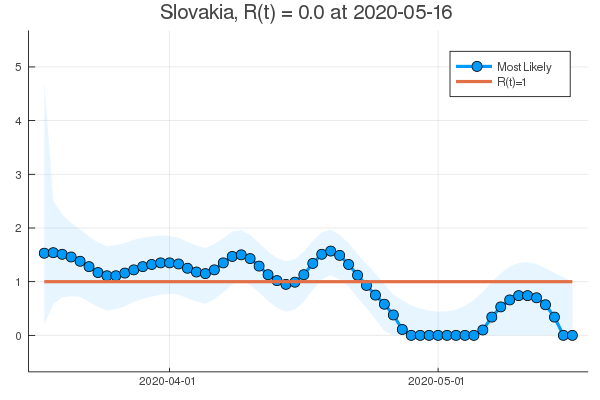 Slovakia, R(t) = 0.0 at 2020-05-16
5
4
3
2
1
0
Most Likely
R(t)=1
2020-04-01
2020-05-01